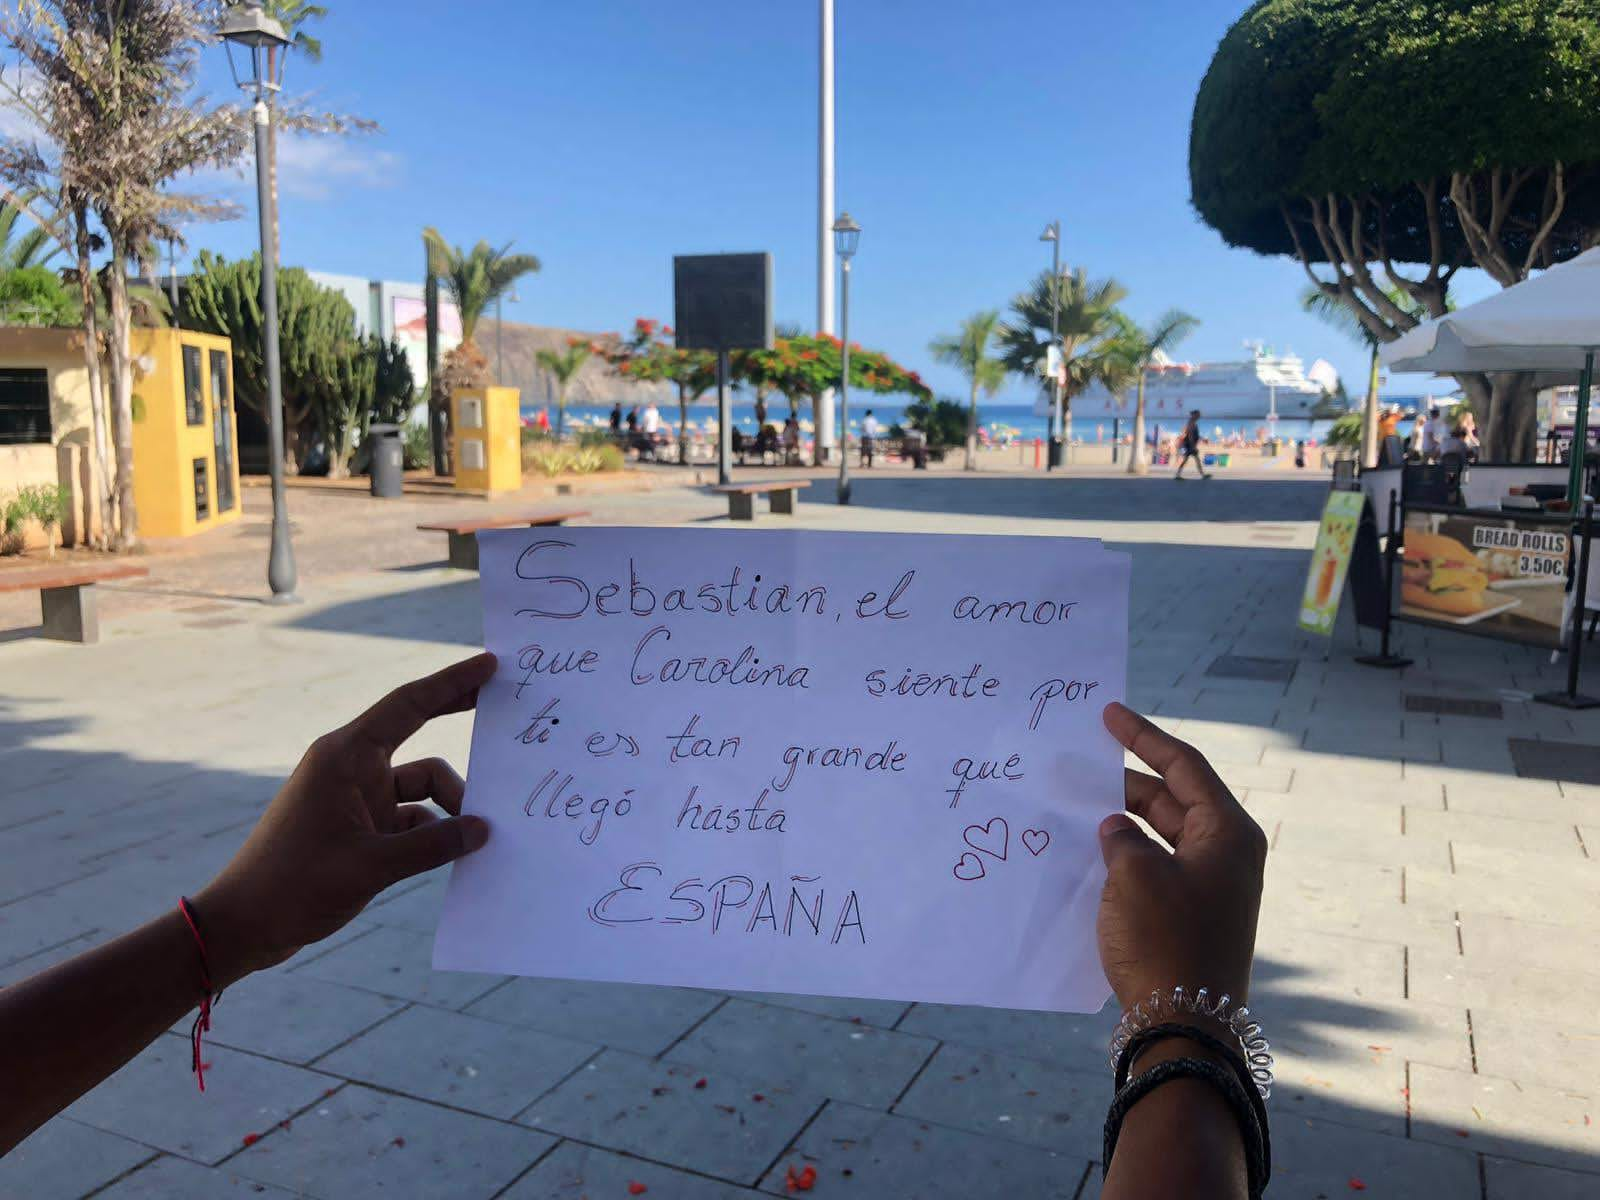 Sebastian, el amor
que Carolina siente por
ti es tan grande que
llegó hasta
ESPAÑA
BREAD ROLLS
3.50€